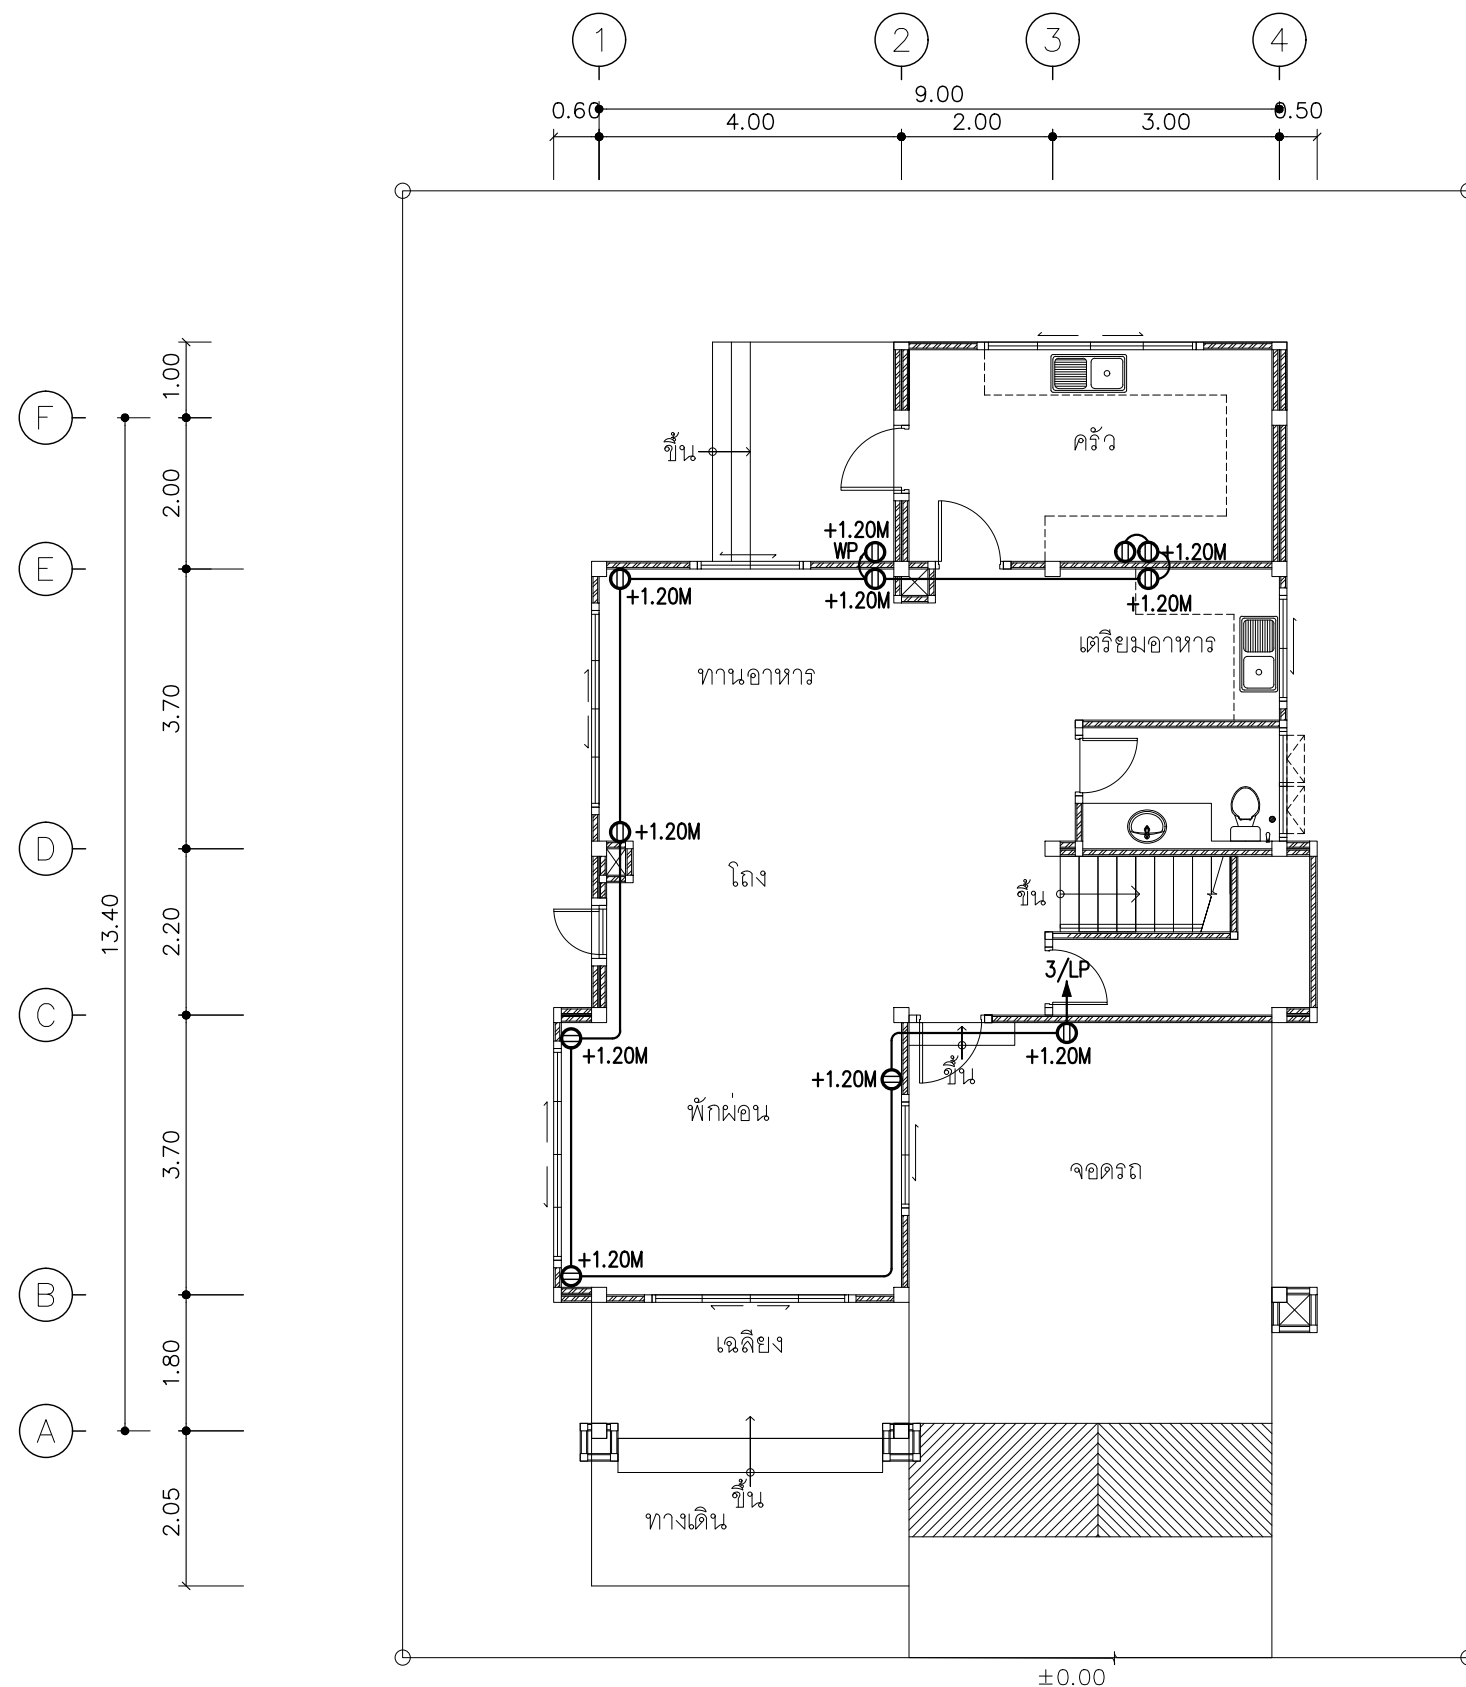 1 2 3 4
9.00
0.60 4.00 2.00 3.00 0.50
1.00
F
ครัว
ขึ้น
2.00
+1.20M
WP
+1.20M
E
+1.20M
+1.20M
+1.20M
เตรียมอาหาร
ทานอาหาร
3.70
+1.20M
D
โถง
ขึ้น
13.40
2.20
3/LP
C
+1.20M
+1.20M
ขึ้น
+1.20M
พักผ่อน
3.70
จอดรถ
+1.20M
B
เฉลียง
1.80
A
ขึ้น
2.05
ทางเดิน
±0.00